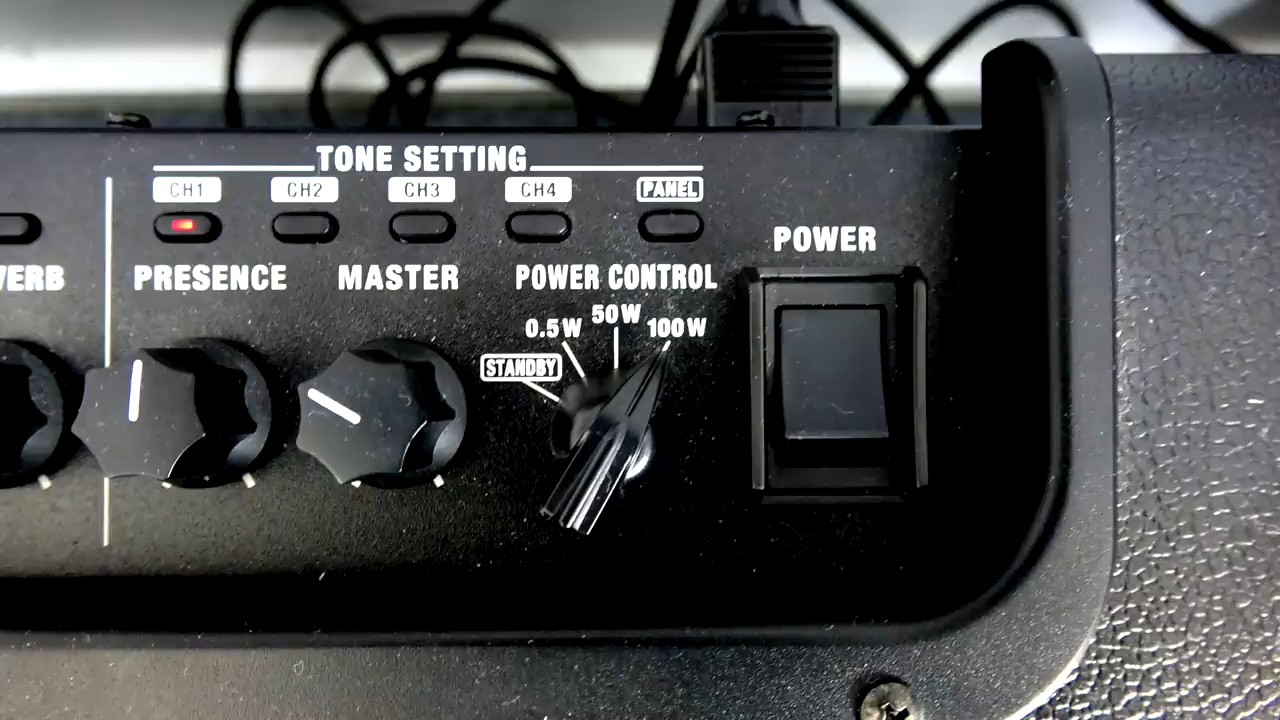 TONE SETTING
CH1 CH2 CH3 CH4 PANEL
POWER
VERB PRESENCE MASTER POWER CONTROL
STANDBY 0.5W 50W 100W